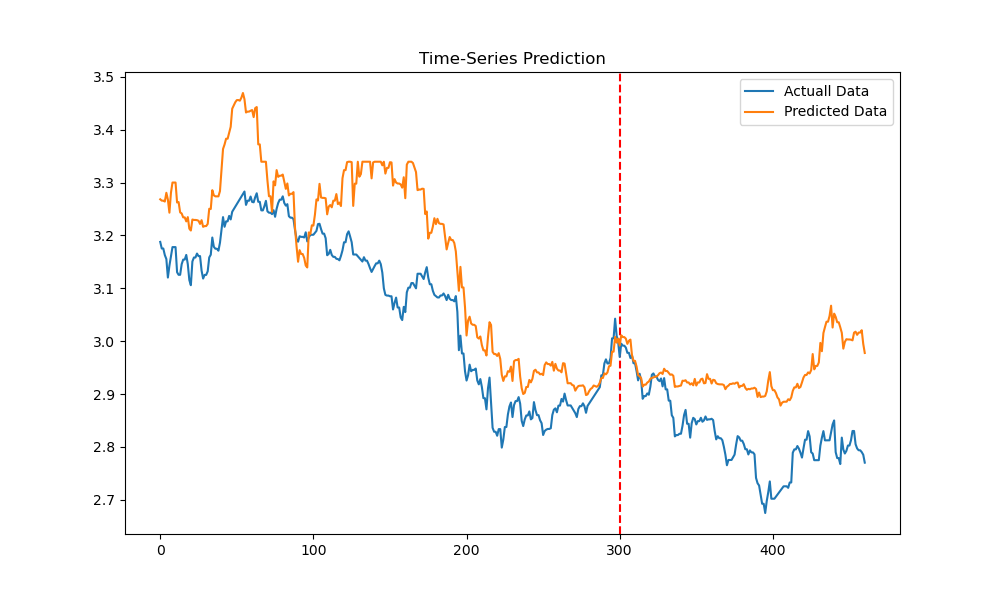 Time-Series Prediction
Actuall Data
Predicted Data
3.5
3.4
3.3
3.2
3.1
3.0
2.9
2.8
2.7
0 100 200 300 400